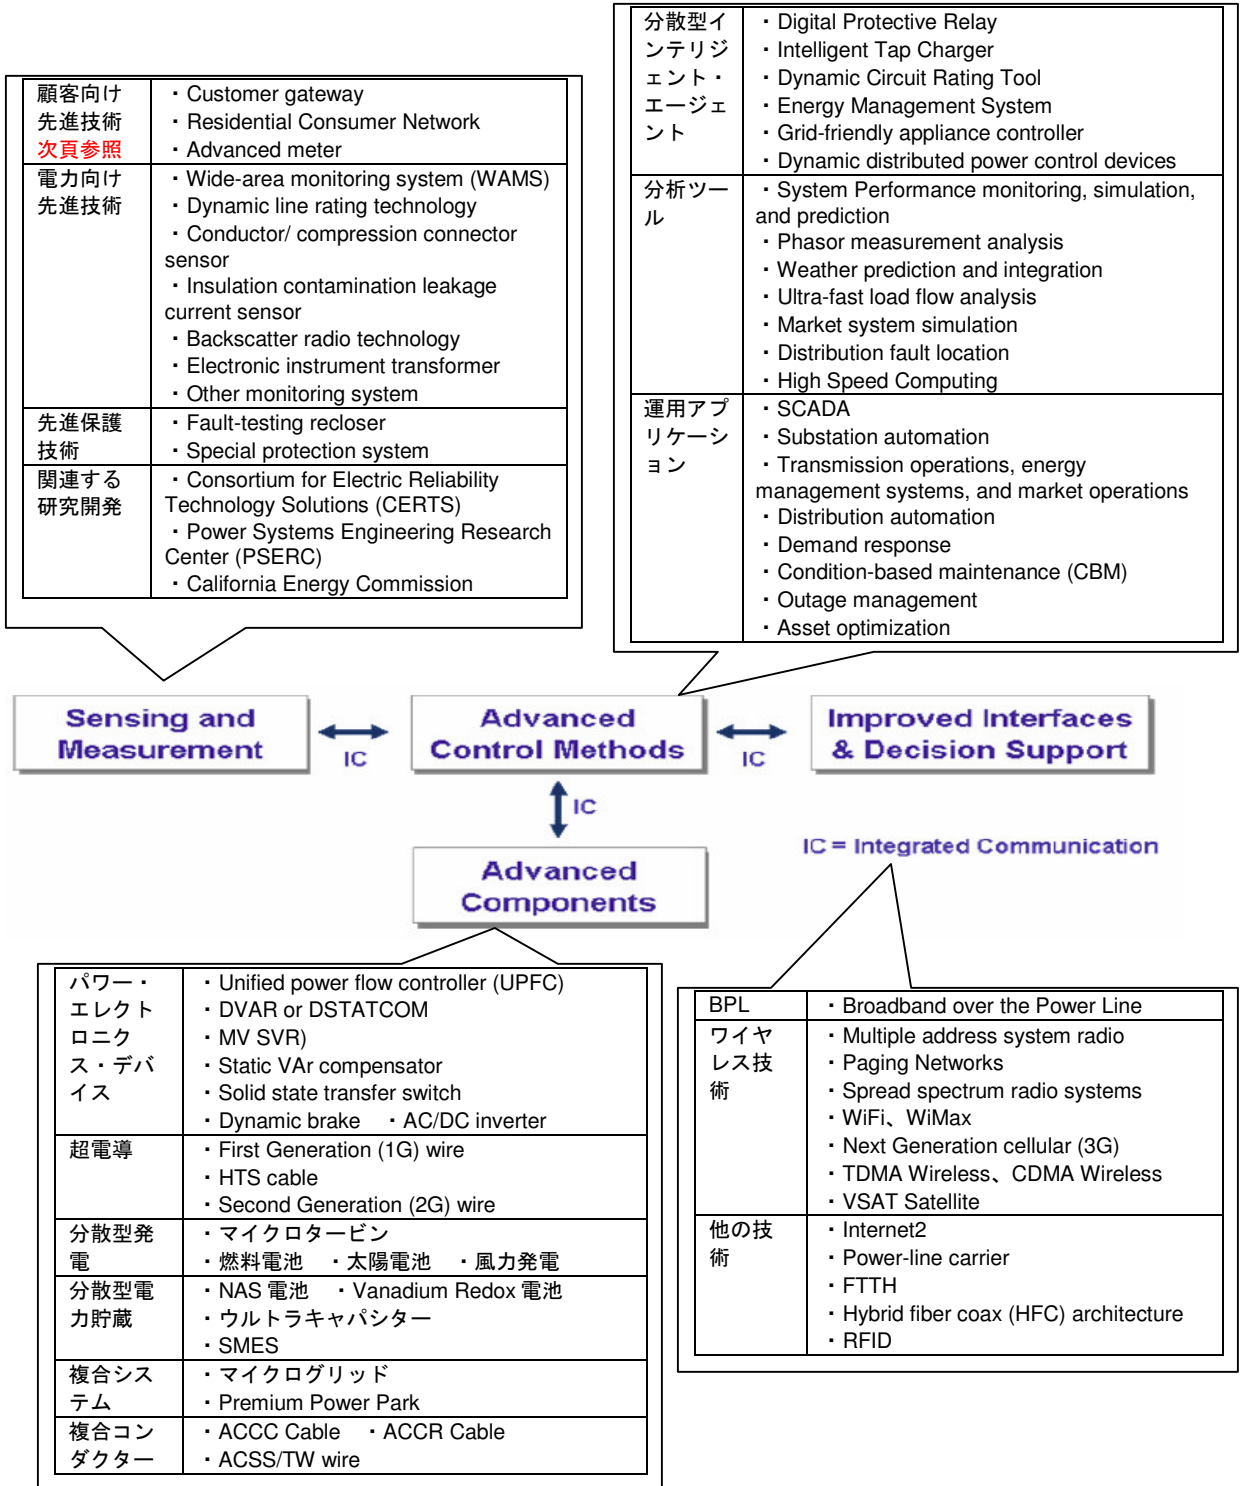 顧客向け
先進技術
次頁参照
・Customer gateway
・Residential Consumer Network
・Advanced meter
電力向け
先進技術
・Wide-area monitoring system (WAMS)
・Dynamic line rating technology
・Conductor/ compression connector
sensor
・Insulation contamination leakage
current sensor
・Backscatter radio technology
・Electronic instrument transformer
・Other monitoring system
先進保護
技術
・Fault-testing recloser
・Special protection system
関連する
研究開発
・Consortium for Electric Reliability
Technology Solutions (CERTS)
・Power Systems Engineering Research
Center (PSERC)
・California Energy Commission
分散型イ
ンテリジ
ェント・
エージェ
ント
・Digital Protective Relay
・Intelligent Tap Charger
・Dynamic Circuit Rating Tool
・Energy Management System
・Grid-friendly appliance controller
・Dynamic distributed power control devices
分析ツー
ル
・System Performance monitoring, simulation,
and prediction
・Phasor measurement analysis
・Weather prediction and integration
・Ultra-fast load flow analysis
・Market system simulation
・Distribution fault location
・High Speed Computing
運用アプ
リケーシ
ョン
・SCADA
・Substation automation
・Transmission operations, energy
management systems, and market operations
・Distribution automation
・Demand response
・Condition-based maintenance (CBM)
・Outage management
・Asset optimization
Sensing and
Measurement
IC
Advanced
Control Methods
IC
Improved Interfaces
& Decision Support
IC
IC = Integrated Communication
Advanced
Components
パワー・
エレクト
ロニク
ス・デバ
イス
・Unified power flow controller (UPFC)
・DVAR or DSTATCOM
・MV SVR)
・Static VAr compensator
・Solid state transfer switch
・Dynamic brake ・AC/DC inverter
超電導
・First Generation (1G) wire
・HTS cable
・Second Generation (2G) wire
分散型発
電
・マイクロタービン
・燃料電池 ・太陽電池 ・風力発電
分散型電
力貯蔵
・NAS 電池 ・Vanadium Redox 電池
・ウルトラキャパシター
・SMES
複合シス
テム
・マイクログリッド
・Premium Power Park
複合コン
ダクター
・ACCC Cable ・ACCR Cable
・ACSS/TW wire
BPL
・Broadband over the Power Line
ワイヤ
レス技
術
・Multiple address system radio
・Paging Networks
・Spread spectrum radio systems
・WiFi、WiMax
・Next Generation cellular (3G)
・TDMA Wireless、CDMA Wireless
・VSAT Satellite
他の技
術
・Internet2
・Power-line carrier
・FTTH
・Hybrid fiber coax (HFC) architecture
・RFID